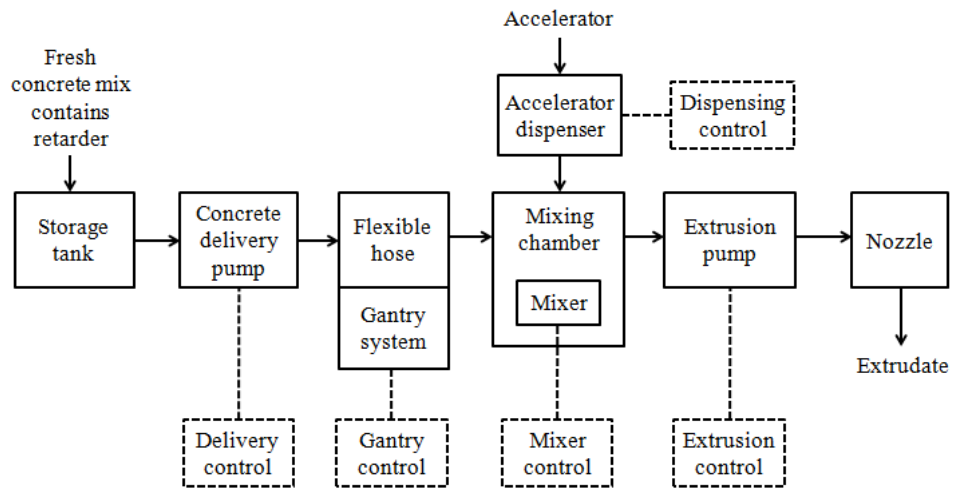 Accelerator
Fresh
concrete mix
contains
retarder
Accelerator
dispenser
Dispensing
control
Storage
tank
Concrete
delivery
pump
Flexible
hose
Gantry
system
Mixing
chamber
Mixer
Extrusion
pump
Nozzle
Extrudate
Delivery
control
Gantry
control
Mixer
control
Extrusion
control